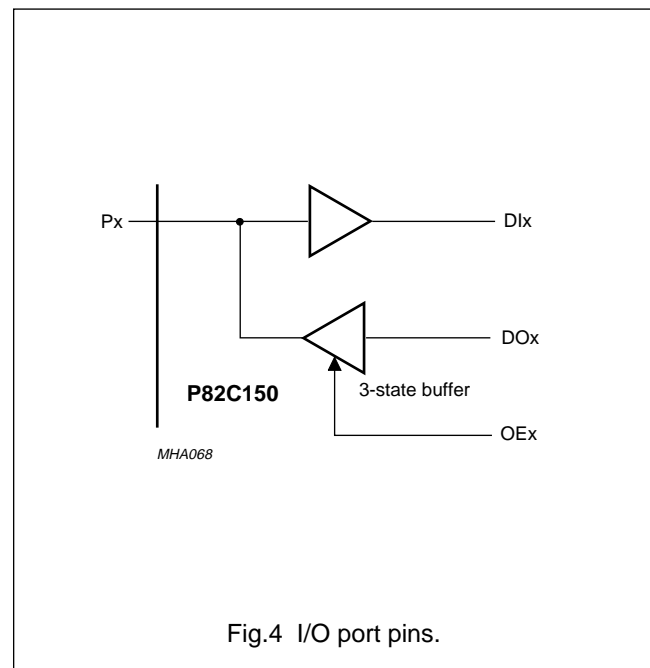 Px
DIx
DOx
P82C150
3-state buffer
OEx
MHA068
Fig.4 I/O port pins.